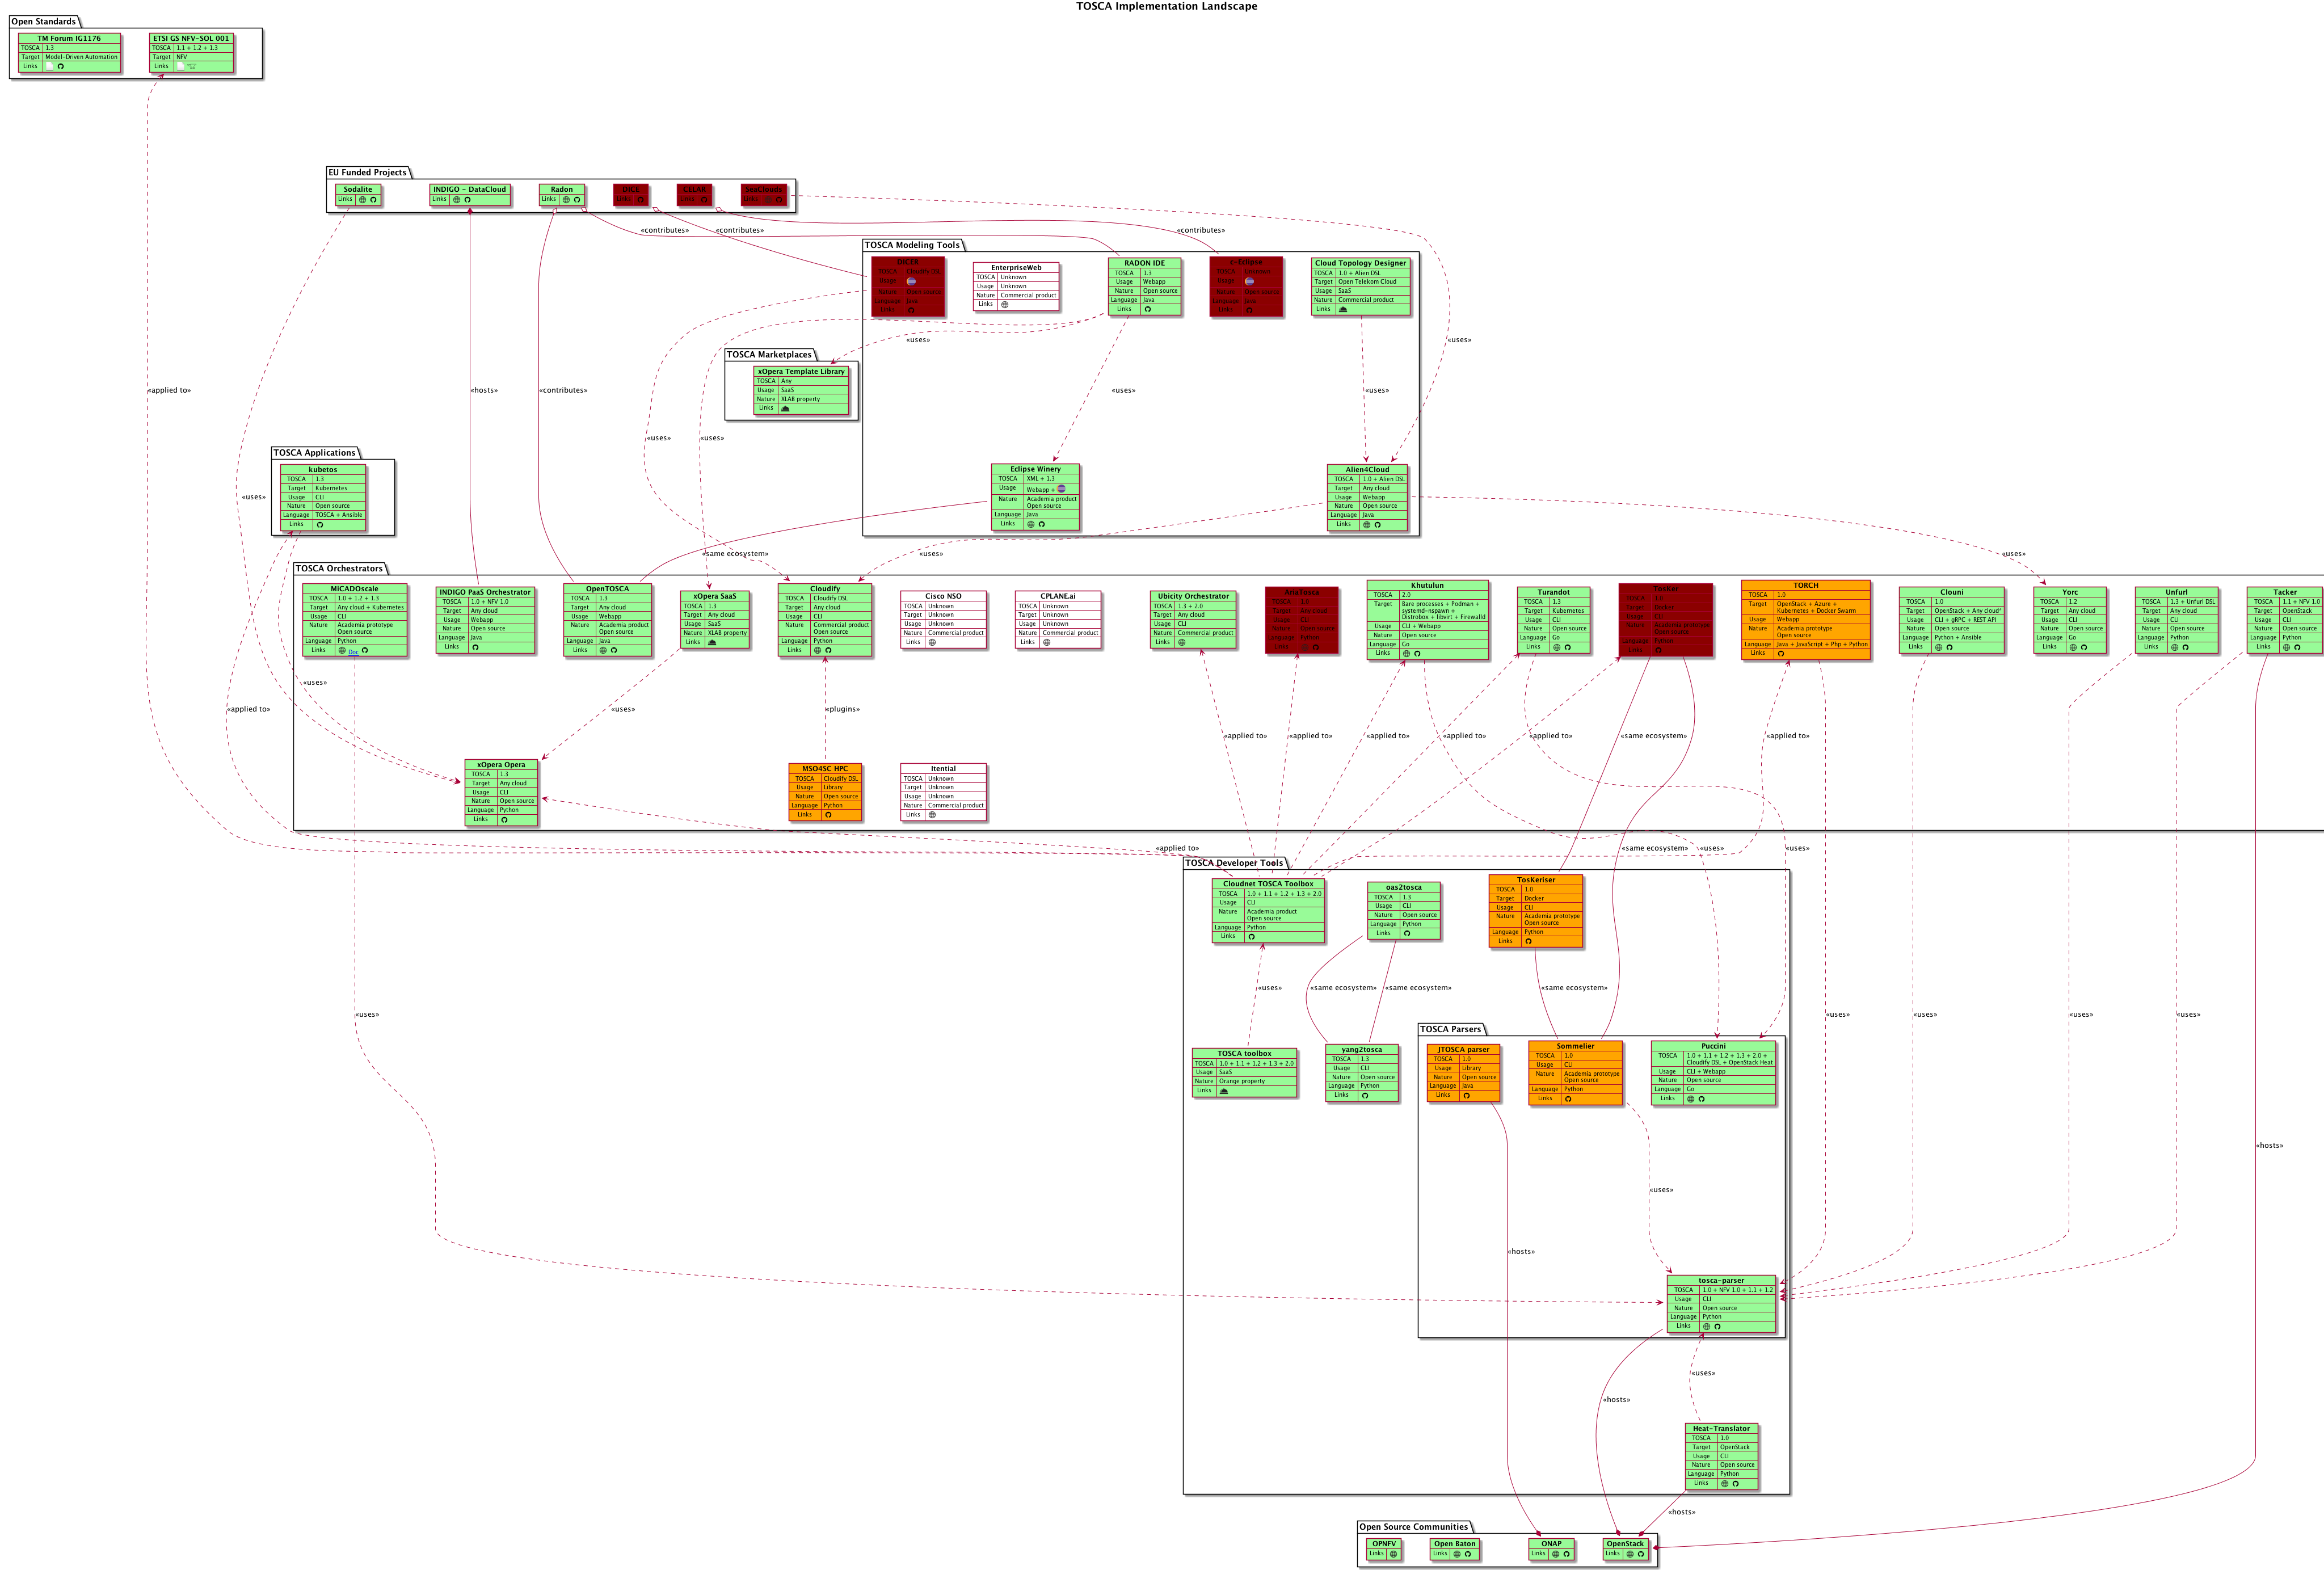 TOSCA Implementation Landscape
Open Standards
TM Forum IG1176
TOSCA 1.3
Target Model-Driven Automation
Links
ETSI GS NFV-SOL 001
TOSCA 1.1 + 1.2 + 1.3
Target NFV
Links
EU Funded Projects
Sodalite
Links
INDIGO - DataCloud
Links
Radon
Links
DICE
Links
CELAR
Links
SeaClouds
Links
«applied to»
«hosts»
«contributes»
«contributes»
«contributes»
«contributes»
«uses»
«uses»
TOSCA Modeling Tools
DICER
TOSCA Cloudify DSL
Usage
Nature Open source
Language Java
Links
EnterpriseWeb
TOSCA Unknown
Usage Unknown
Nature Commercial product
Links
RADON IDE
TOSCA 1.3
Usage Webapp
Nature Open source
Language Java
Links
c-Eclipse
TOSCA Unknown
Usage
Nature Open source
Language Java
Links
Cloud Topology Designer
TOSCA 1.0 + Alien DSL
Target Open Telekom Cloud
Usage SaaS
Nature Commercial product
Links
«uses»
«uses»
«uses»
«uses»
«uses»
TOSCA Marketplaces
xOpera Template Library
TOSCA Any
Usage SaaS
Nature XLAB property
Links
Eclipse Winery
TOSCA XML + 1.3
Usage Webapp +
Nature Academia product
Open source
Language Java
Links
Alien4Cloud
TOSCA 1.0 + Alien DSL
Target Any cloud
Usage Webapp
Nature Open source
Language Java
Links
«same ecosystem»
«uses»
«uses»
TOSCA Applications
kubetos
TOSCA 1.3
Target Kubernetes
Usage CLI
Nature Open source
Language TOSCA + Ansible
Links
TOSCA Orchestrators
MiCADOscale
TOSCA 1.0 + 1.2 + 1.3
Target Any cloud + Kubernetes
Usage CLI
Nature Academia prototype
Open source
Language Python
Links Doc
INDIGO PaaS Orchestrator
TOSCA 1.0 + NFV 1.0
Target Any cloud
Usage Webapp
Nature Open source
Language Java
Links
OpenTOSCA
TOSCA 1.3
Target Any cloud
Usage Webapp
Nature Academia product
Open source
Language Java
Links
xOpera SaaS
TOSCA 1.3
Target Any cloud
Usage SaaS
Nature XLAB property
Links
Cloudify
TOSCA Cloudify DSL
Target Any cloud
Usage CLI
Nature Commercial product
Open source
Language Python
Links
Cisco NSO
TOSCA Unknown
Target Unknown
Usage Unknown
Nature Commercial product
Links
CPLANE.ai
TOSCA Unknown
Target Unknown
Usage Unknown
Nature Commercial product
Links
Ubicity Orchestrator
TOSCA 1.3 + 2.0
Target Any cloud
Usage CLI
Nature Commercial product
Links
AriaTosca
TOSCA 1.0
Target Any cloud
Usage CLI
Nature Open source
Language Python
Links
Khutulun
TOSCA 2.0
Target Bare processes + Podman +
systemd-nspawn +
Distrobox + libvirt + Firewalld
Usage CLI + Webapp
Nature Open source
Language Go
Links
Turandot
TOSCA 1.3
Target Kubernetes
Usage CLI
Nature Open source
Language Go
Links
Tosker
TOSCA 1.0
Target Docker
Usage CLI
Nature Academia prototype
Open source
Language Python
Links
TORCH
TOSCA 1.0
Target OpenStack + Azure +
Kubernetes + Docker Swarm
Usage Webapp
Nature Academia prototype
Open source
Language Java + JavaScript + Php + Python
Links
Clouni
TOSCA 1.0
Target OpenStack + Any cloud*
Usage CLI + gRPC + REST API
Nature Open source
Language Python + Ansible
Links
Yorc
TOSCA 1.2
Target Any cloud
Usage CLI
Nature Open source
Language Go
Links
Unfurl
TOSCA 1.3 + Unfurl DSL
Target Any cloud
Usage CLI
Nature Open source
Language Python
Links
Tacker
TOSCA 1.1 + NFV 1.0
Target OpenStack
Usage CLI
Nature Open source
Language Python
Links
«uses»
«applied to»
«uses»
«plugins»
«applied to»
«applied to»
«applied to»
«applied to»
«applied to»
«same ecosystem»
«applied to»
xOpera Opera
TOSCA 1.3
Target Any cloud
Usage CLI
Nature Open source
Language Python
Links
MSO4SC HPC
TOSCA Cloudify DSL
Usage Library
Nature Open source
Language Python
Links
Itential
TOSCA Unknown
Target Unknown
Usage Unknown
Nature Commercial product
Links
«applied to»
«same ecosystem»
«uses»
«uses»
TOSCA Developer Tools
Cloudnet TOSCA Toolbox
TOSCA 1.0 + 1.1 + 1.2 + 1.3 + 2.0
Usage CLI
Nature Academia product
Open source
Language Python
Links
oas2tosca
TOSCA 1.3
Usage CLI
Nature Open source
Language Python
Links
TosKeriser
TOSCA 1.0
Target Docker
Usage CLI
Nature Academia prototype
Open source
Language Python
Links
«uses»
«same ecosystem»
«same ecosystem»
«same ecosystem»
«uses»
«uses»
«uses»
«uses»
«uses»
TOSCA toolbox
TOSCA 1.0 + 1.1 + 1.2 + 1.3 + 2.0
Usage SaaS
Nature Orange property
Links
yang2tosca
TOSCA 1.3
Usage CLI
Nature Open source
Language Python
Links
TOSCA Parsers
JTOSCA parser
TOSCA 1.0
Usage Library
Nature Open source
Language Java
Links
Sommelier
TOSCA 1.0
Usage CLI
Nature Academia prototype
Open source
Language Python
Links
Puccini
TOSCA 1.0 + 1.1 + 1.2 + 1.3 + 2.0 +
Cloudify DSL + OpenStack Heat
Usage CLI + Webapp
Nature Open source
Language Go
Links
«hosts»
«uses»
«hosts»
tosca-parser
TOSCA 1.0 + NFV 1.0 + 1.1 + 1.2
Usage CLI
Nature Open source
Language Python
Links
«uses»
«hosts»
Heat-Translator
TOSCA 1.0
Target OpenStack
Usage CLI
Nature Open source
Language Python
Links
«hosts»
Open Source Communities
OPNFV
Links
Open Baton
Links
ONAP
Links
OpenStack
Links